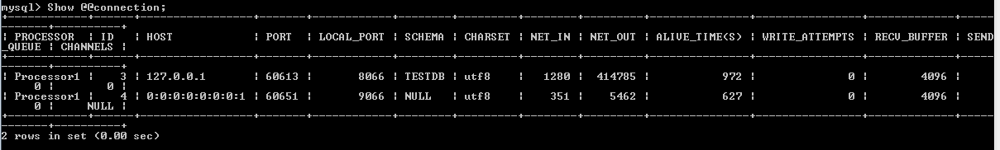 mysql> Show @@connection;
+------------+------+-----------------+-------+------------+--------+---------+--------+---------+---------------+----------------+-------------+-----
-------+----------+
| PROCESSOR | ID | HOST | PORT | LOCAL_PORT | SCHEMA | CHARSET | NET_IN | NET_OUT | ALIVE_TIME(S) | WRITE_ATTEMPTS | RECV_BUFFER | SEND
_QUEUE | CHANNELS |
+------------+------+-----------------+-------+------------+--------+---------+--------+---------+---------------+----------------+-------------+-----
-------+----------+
| Processor1 | 3 | 127.0.0.1 | 60613 | 8066 | TESTDB | utf8 | 1280 | 414785 | 972 | 0 | 4096 |
0 | 0 |
| Processor1 | 4 | 0:0:0:0:0:0:0:1 | 60651 | 9066 | NULL | utf8 | 351 | 5462 | 627 | 0 | 4096 |
0 | NULL |
+------------+------+-----------------+-------+------------+--------+---------+--------+---------+---------------+----------------+-------------+-----
-------+----------+
2 rows in set (0.00 sec)